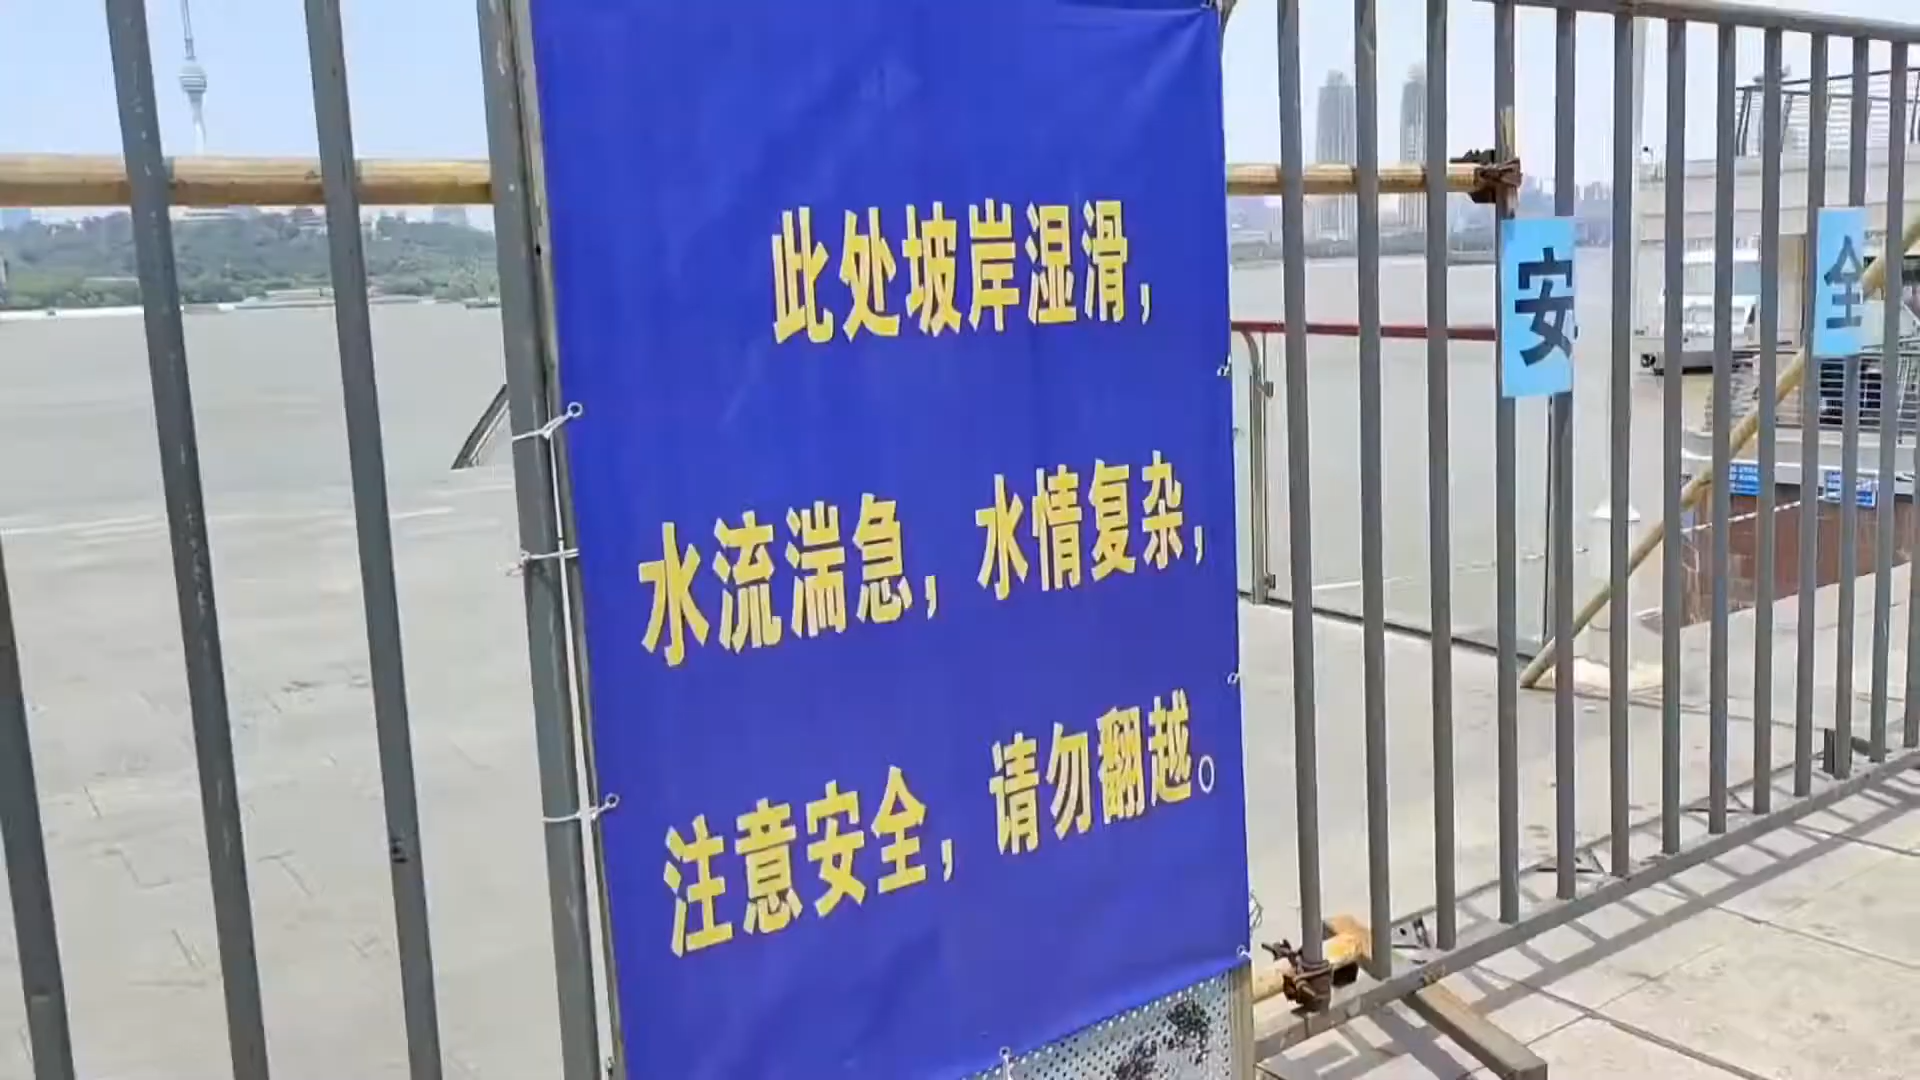 此处坡岸湿滑，
水流湍急，水情复杂，
注意安全，请勿翻越。
安
全